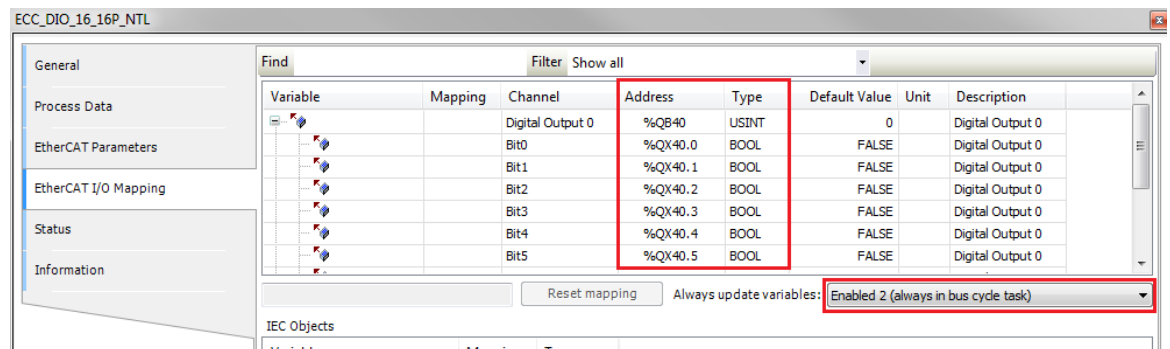 ECC_DIO_16_16P_NTL
General
Process Data
EtherCAT Parameters
EtherCAT I/O Mapping
Status
Information
Find Filter Show all
Variable Mapping Channel Address Type Default Value Unit Description
Digital Output 0 %QB40 USINT 0 Digital Output 0
Bit0 %QX40.0 BOOL FALSE Digital Output 0
Bit1 %QX40.1 BOOL FALSE Digital Output 0
Bit2 %QX40.2 BOOL FALSE Digital Output 0
Bit3 %QX40.3 BOOL FALSE Digital Output 0
Bit4 %QX40.4 BOOL FALSE Digital Output 0
Bit5 %QX40.5 BOOL FALSE Digital Output 0
Reset mapping Always update variables: Enabled 2 (always in bus cycle task)
IEC Objects